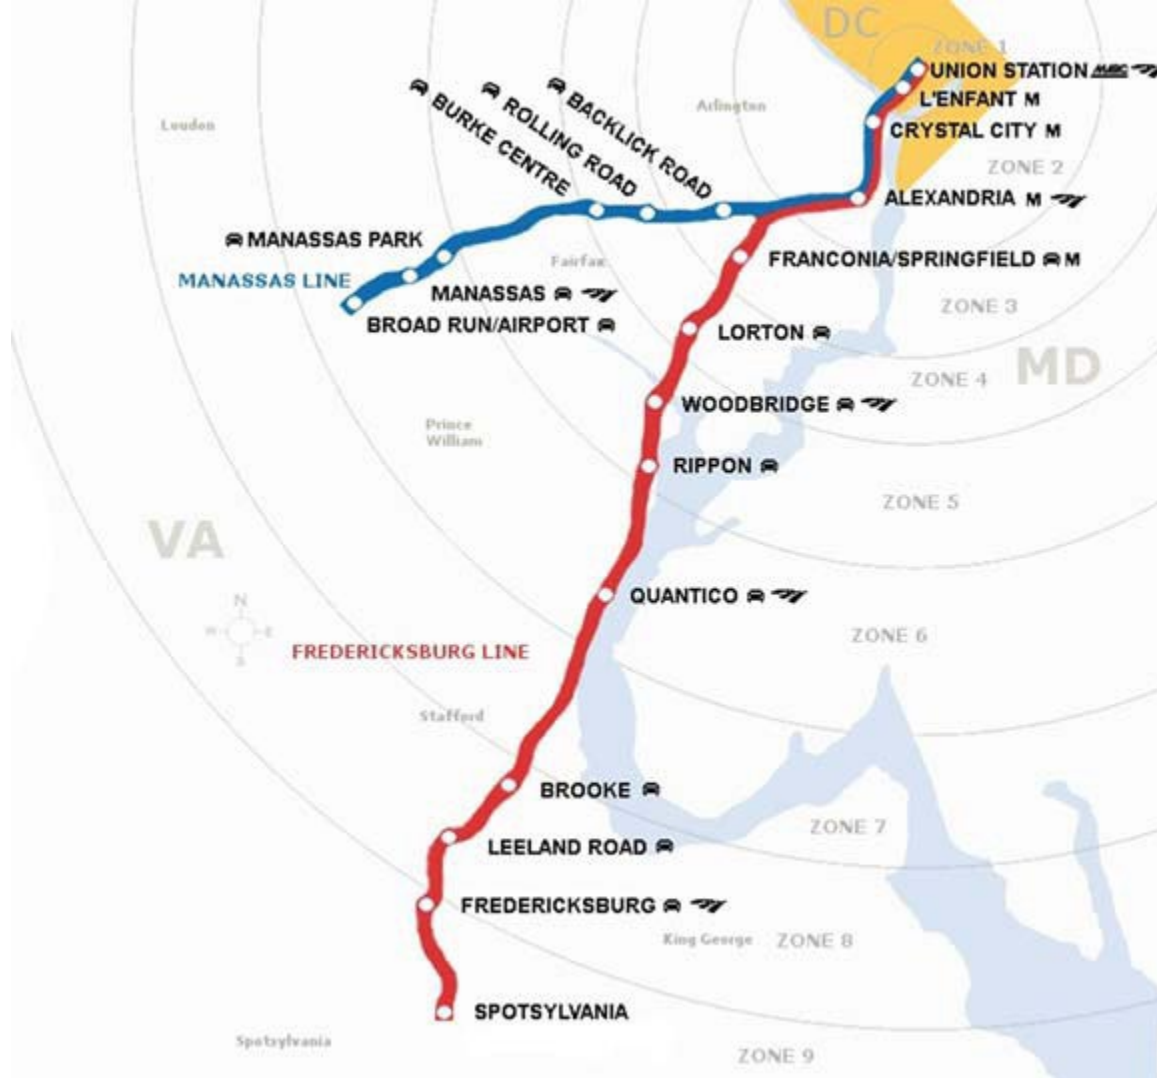 DC
ZONE 1
UNION STATION MARC
L'ENFANT M
CRYSTAL CITY M
ZONE 2
ALEXANDRIA M
Arlington
Loudon
BACKLICK ROAD
ROLLING ROAD
BURKE CENTRE
MANASSAS PARK
MANASSAS LINE
MANASSAS
BROAD RUN/AIRPORT
Fairfax
FRANCONIA/SPRINGFIELD M
ZONE 3
LORTON
MD
ZONE 4
WOODBRIDGE
Prince
William
RIPPON
ZONE 5
VA
N
W
E
S
QUANTICO
ZONE 6
FREDERICKSBURG LINE
Stafford
BROOKE
ZONE 7
LEELAND ROAD
FREDERICKSBURG
King George
ZONE 8
SPOTSYLVANIA
Spotsylvania
ZONE 9